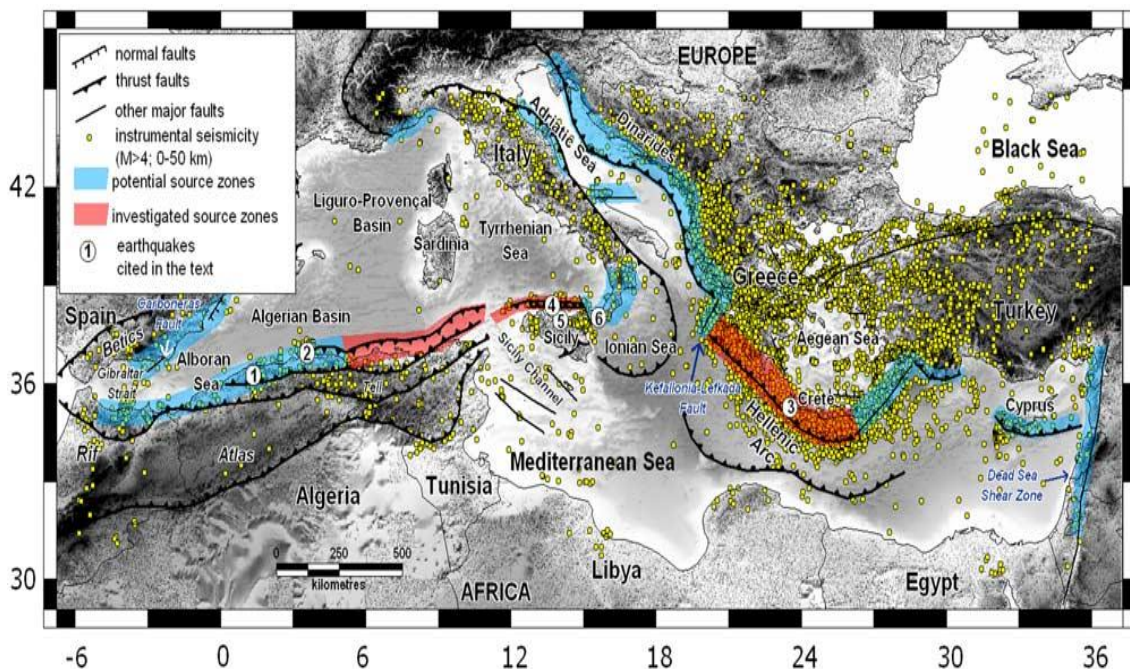 normal faults
thrust faults
other major faults
instrumental seismicity
(M>4; 0-50 km)
potential source zones
investigated source zones
1
earthquakes
cited in the text
EUROPE
Black Sea
Adriatic Sea
Dinarides
Italy
Liguro-Provençal
Basin
Sardinia
Tyrrhenian
Sea
Greece
Turkey
Spain
Carboneras
Fault
Betics
Algerian Basin
Alboran
Sea
Gibraltar
Strait
1
2
4
5
6
Sicily
Ionian Sea
Aegean Sea
Kefallonia-Lefkada
Fault
3
Crete
Hellenic
Arc
Cyprus
Sicily
Channel
Tell
Rif
Atlas
Mediterranean Sea
Dead Sea
Shear Zone
Algeria
Tunisia
Libya
Egypt
AFRICA
0 250 500
kilometres
42
36
30
-6 0 6 12 18 24 30 36